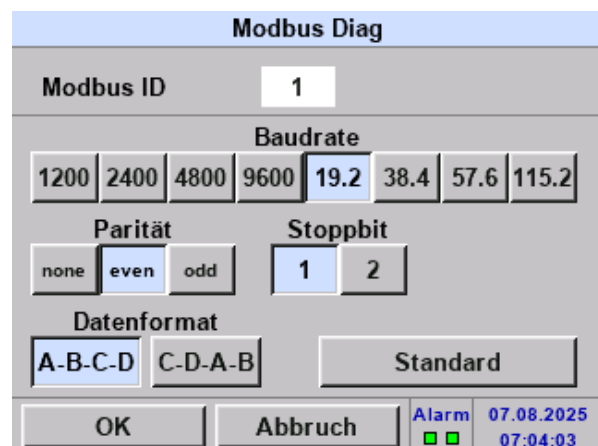 Modbus Diag
Modbus ID 1
Baudrate
1200 2400 4800 9600 19.2 38.4 57.6 115.2
Parität Stoppbit
none even odd 1 2
Datenformat
A-B-C-D C-D-A-B Standard
OK Abbruch Alarm 07.08.2025
07:04:03